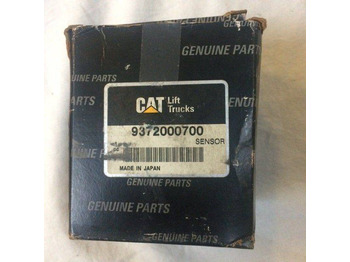 GENUINE PARTS
GENUINE PARTS
CAT Lift
Trucks
9372000700
SENSOR
MADE IN JAPAN
GENUINE PARTS
GENUINE PARTS